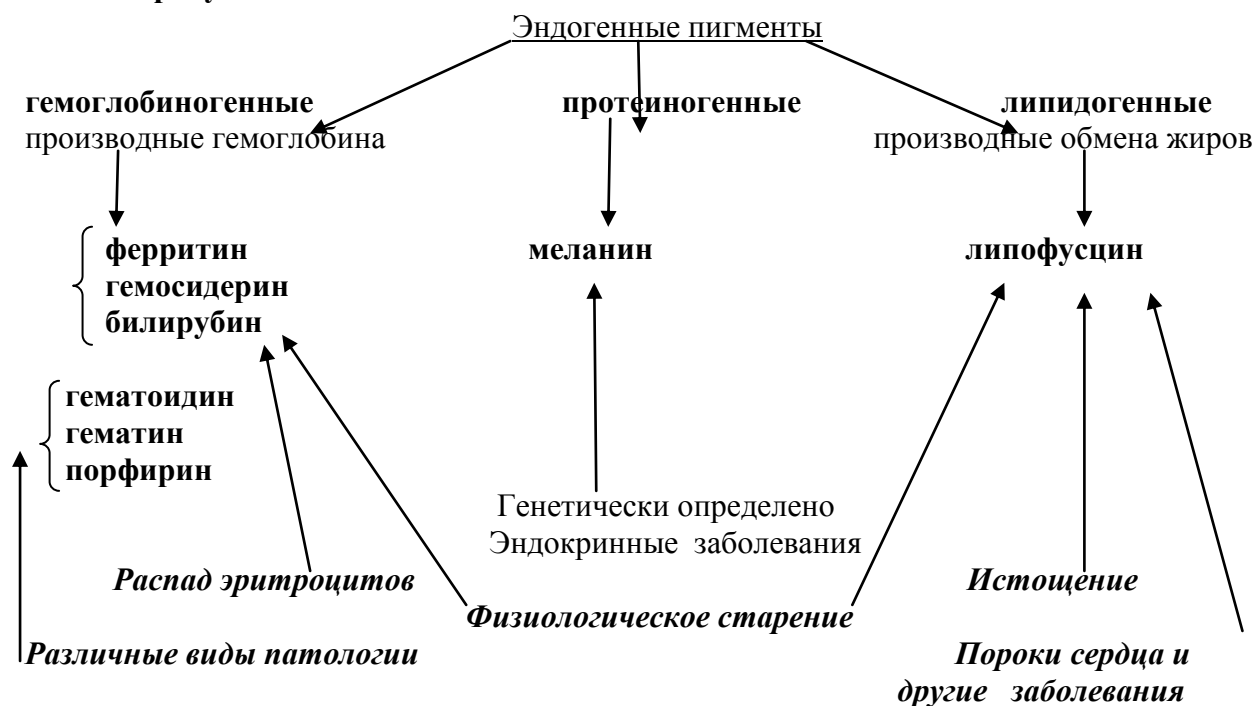 Эндогенные пигменты
гемоглобиногенные протеиногенные липидогенные
производные гемоглобина производные обмена жиров
ферритин меланин липофусцин
гемосидерин
билирубин
гематоидин
гематин
порфирин
Генетически определено
Эндокринные заболевания
Распад эритроцитов Истощение
Физиологическое старение
Различные виды патологии Пороки сердца и
другие заболевания